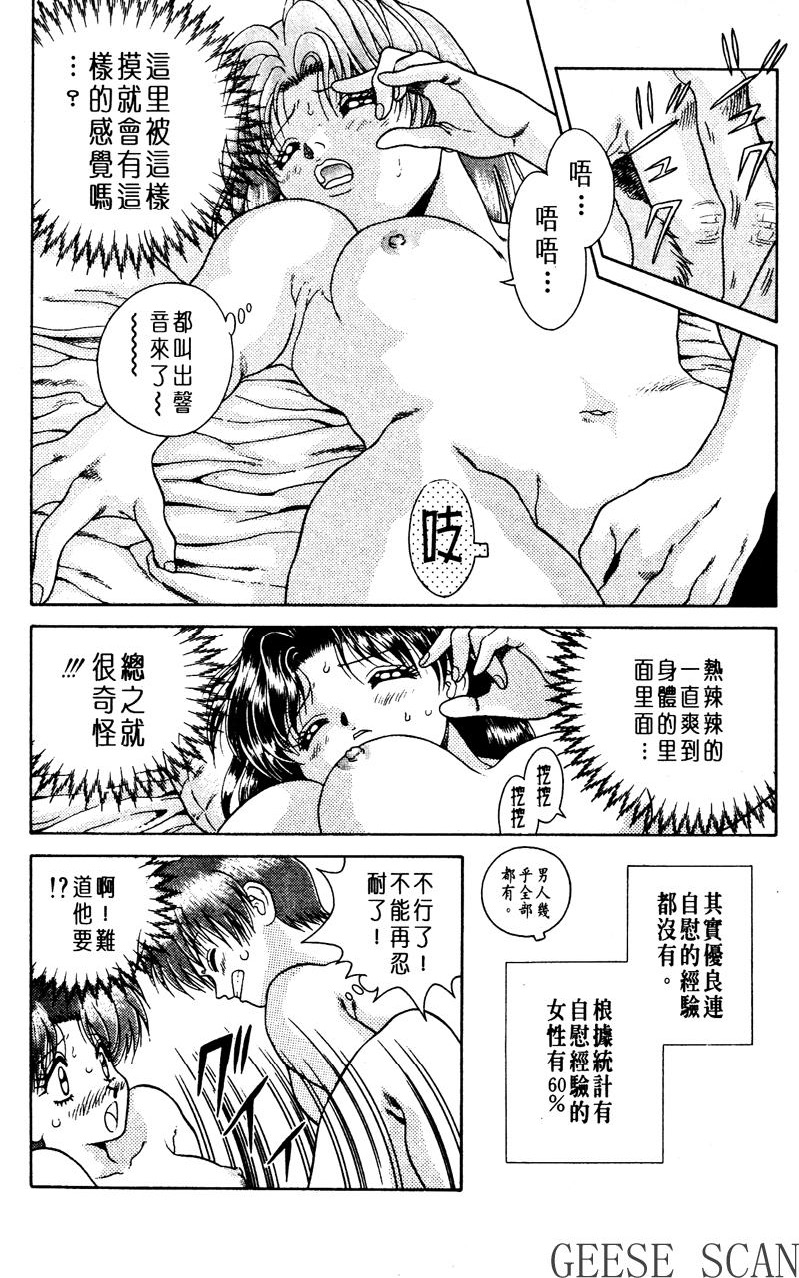 唔…
唔唔…
這里被這樣
摸就會有這
樣的感覺嗎
…?
都叫出聲
音來了～
吱
熱辣辣的
一直爽到
身體的里
面里面…
挖挖
挖挖
總之就
很奇怪
!!!
其實優良連
自慰的經驗
都沒有。
男人幾
乎全部
都有。
根據統計有
自慰經驗的
女性有60%
不行了!
不能再忍
耐了!
啊!難
道他要
!?
グッ
GEESE SCAN